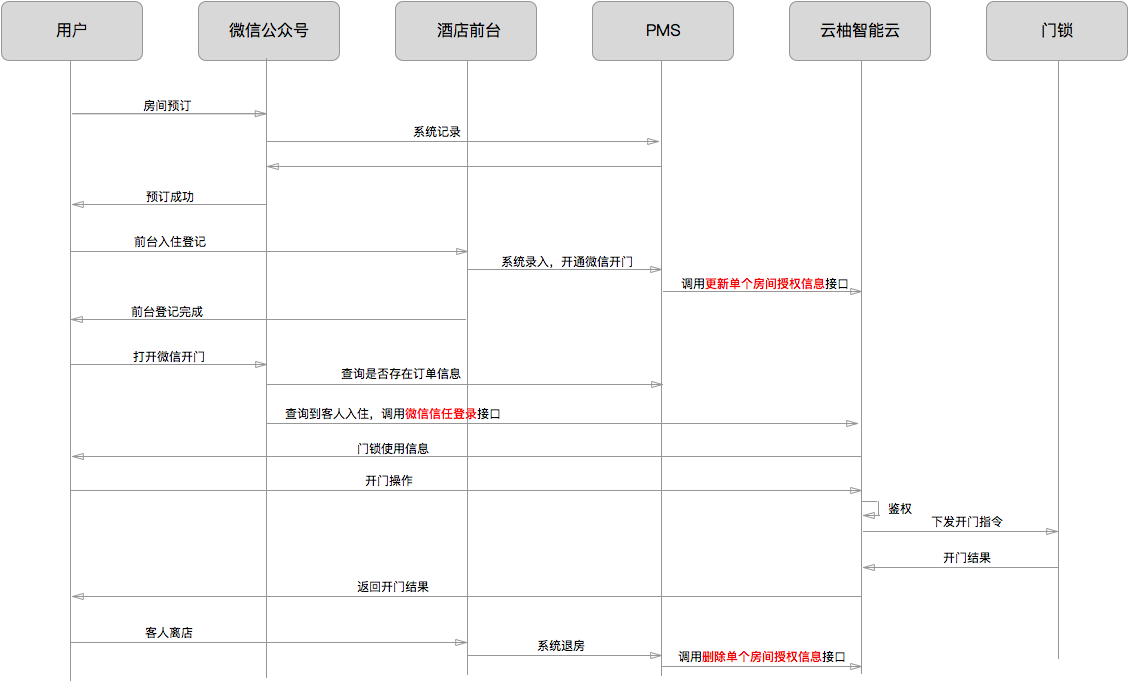 用户
微信公众号
酒店前台
PMS
云柚智能云
门锁
房间预订
系统记录
预订成功
前台入住登记
系统录入，开通微信开门
调用更新单个房间授权信息接口
前台登记完成
打开微信开门
查询是否存在订单信息
查询到客人入住，调用微信信任登录接口
门锁使用信息
开门操作
鉴权
下发开门指令
开门结果
返回开门结果
客人离店
系统退房
调用删除单个房间授权信息接口